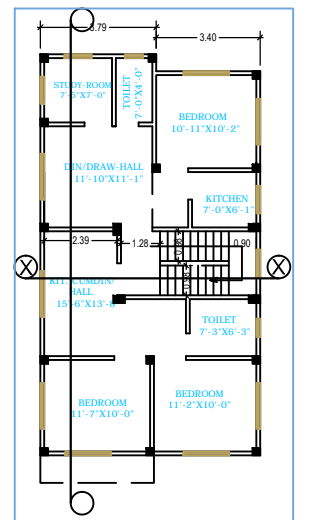 3.79
3.40
STUDY-ROOM
7'-5"X7'-0"
TOILET
7'-0"X4'-0"
BEDROOM
10'-11"X10'-2"
DIN/DRAW-HALL
11'-10"X11'-1"
KITCHEN
7'-0"X6'-1"
2.39
1.28
0.90
X
X
KIT./CUMDIN/
HALL
15'-6"X13'-8"
TOILET
7'-3"X6'-3"
BEDROOM
11'-7"X10'-0"
BEDROOM
11'-2"X10'-0"